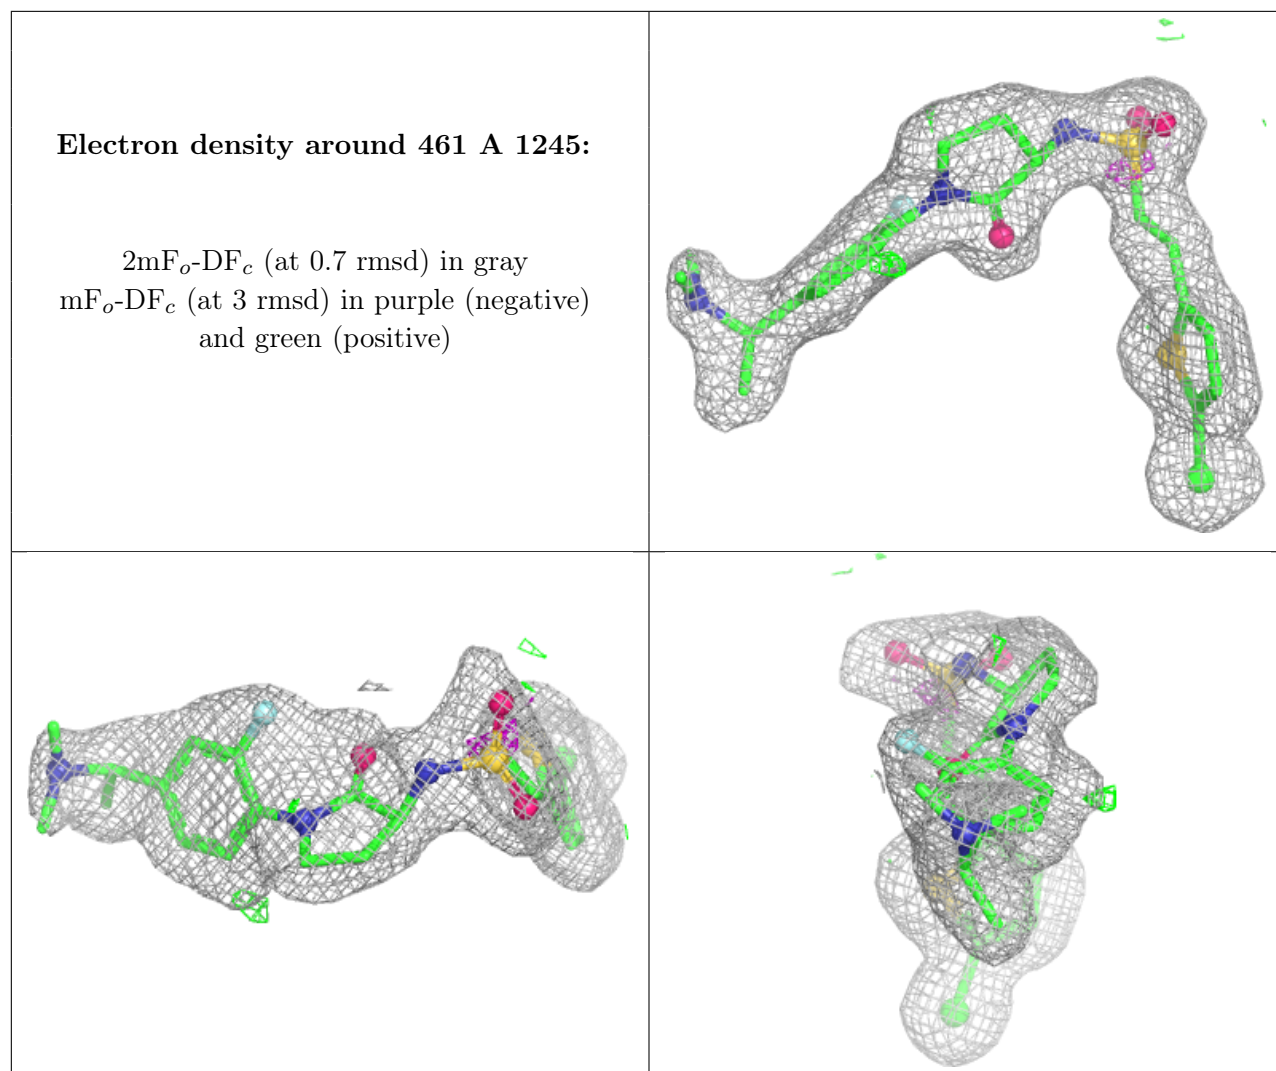 Electron density around 461 A 1245:
2mFo-DFc (at 0.7 rmsd) in gray
mFo-DFc (at 3 rmsd) in purple (negative)
and green (positive)